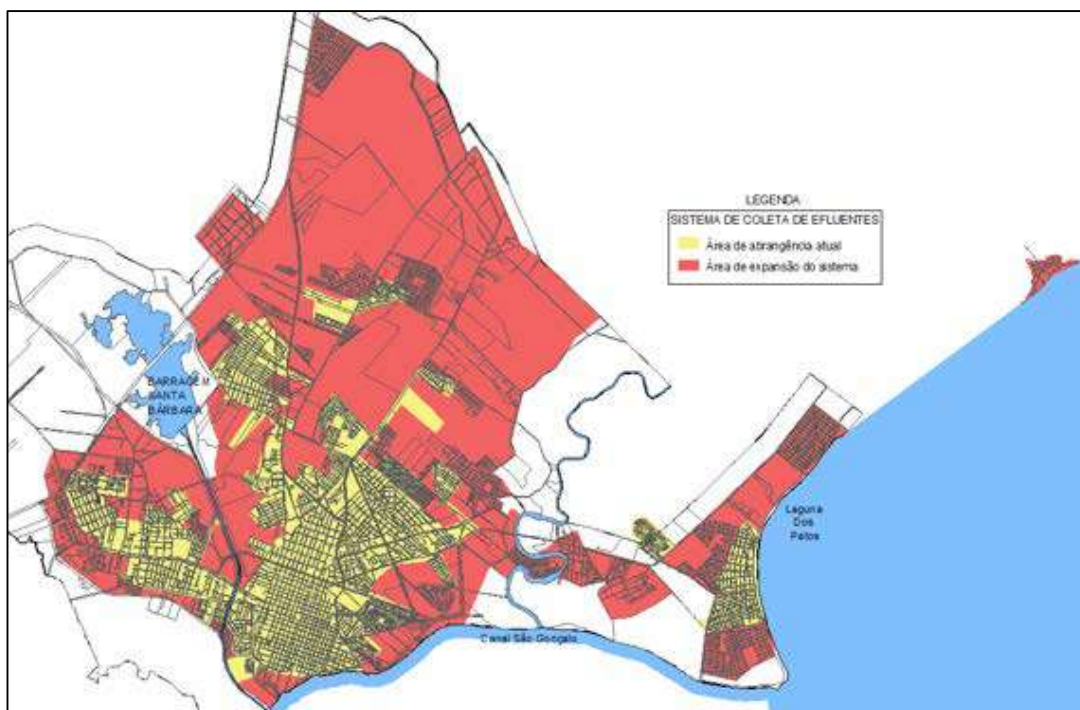 LEGENDA
SISTEMA DE COLETA DE EFLUENTES
Área de abrangência atual
Área de expansão do sistema
BARRAGEM
SANTA
BÁRBARA
Laguna
Dos
Patos
Canal São Gonçalo